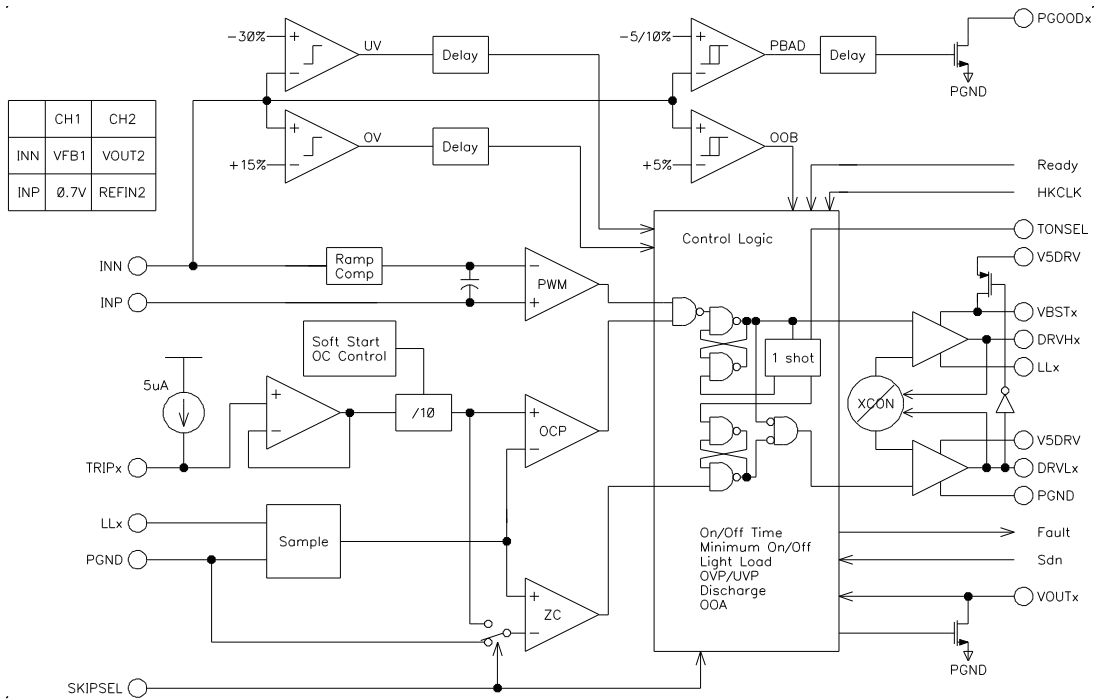 PGOODx
-30%
+
UV
Delay
-5/10%
+
PBAD
Delay
-
-
PGND
CH1 CH2
INN VFB1 VOUT2
INP 0.7V REFIN2
+
OV
Delay
+
OOB
+15%
-
+5%
-
Ready
HKCLK
TONSEL
Control Logic
V5DRV
INN
Ramp
Comp
-
PWM
INP
+
VBSTx
DRVHx
Soft Start
OC Control
1 shot
LLx
5uA
+
/10
+
OCP
XCON
-
-
V5DRV
TRIPx
DRVLx
PGND
LLx
Sample
On/Off Time
Minimum On/Off
Light Load
OVP/UVP
Discharge
OOA
Fault
PGND
Sdn
+
ZC
-
VOUTx
PGND
SKIPSEL